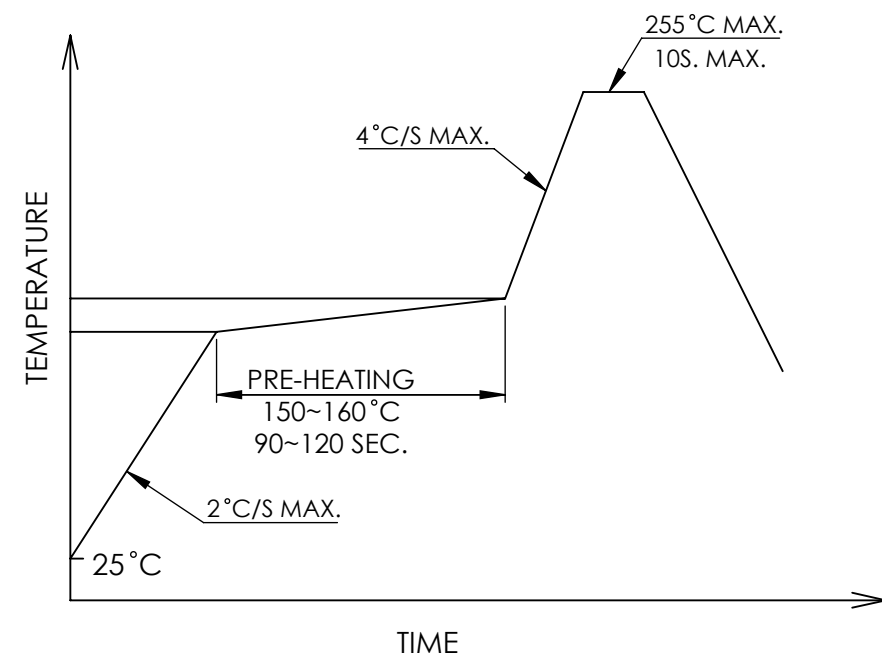 255°C MAX.
10S. MAX.
4°C/S MAX.
TEMPERATURE
PRE-HEATING
150~160°C
90~120 SEC.
2°C/S MAX.
25°C
TIME